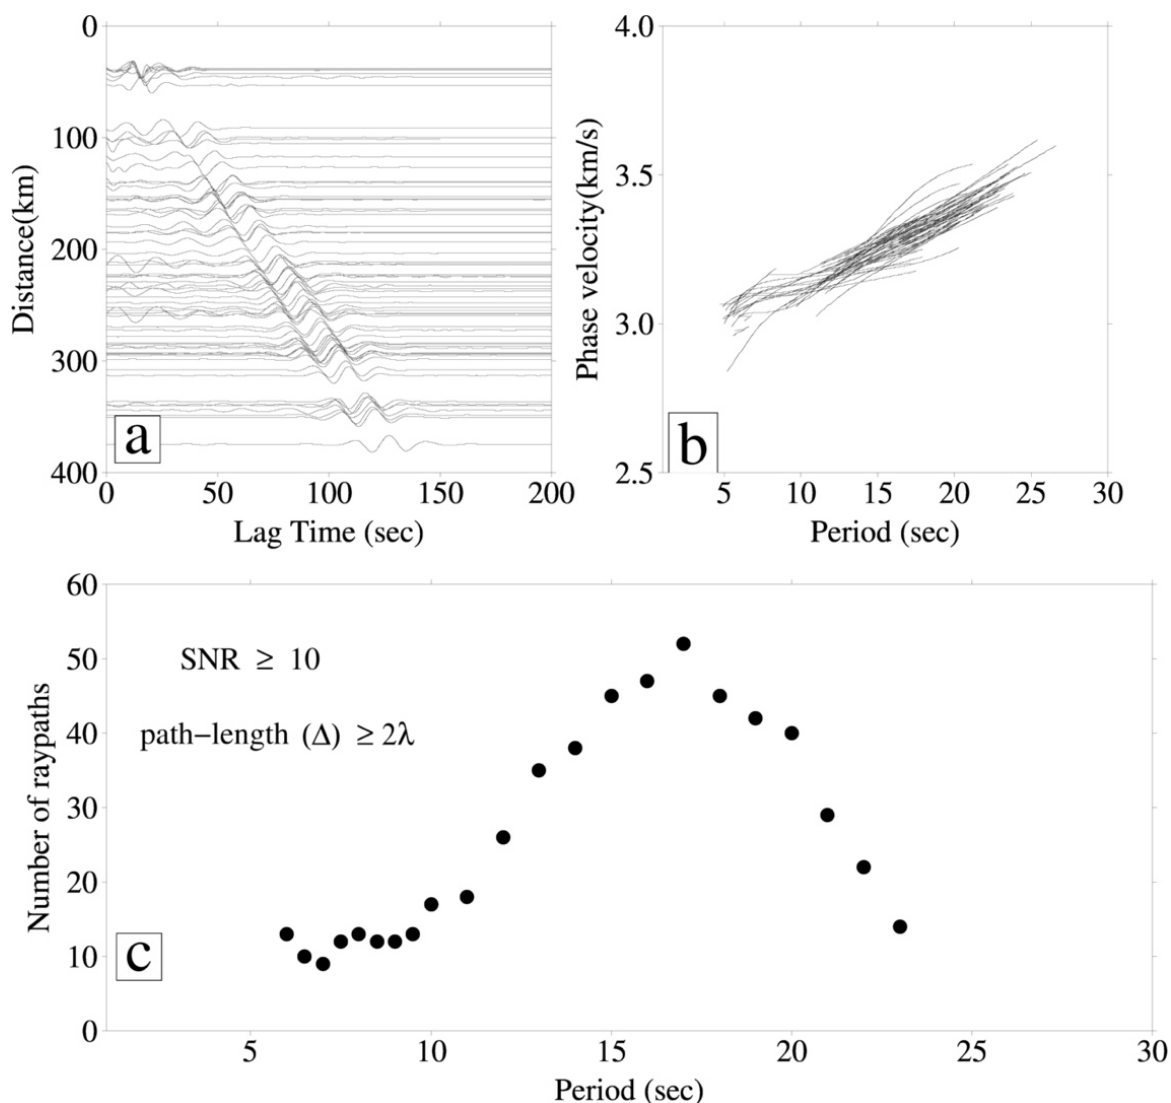 0
100
200
300
400
Distance(km)
a
0 50 100 150 200
Lag Time (sec)
4.0
3.5
3.0
2.5
Phase velocity(km/s)
b
5 10 15 20 25 30
Period (sec)
60
50
40
30
20
10
0
Number of raypaths
SNR ≥ 10
path−length (Δ) ≥ 2λ
c
5 10 15 20 25 30
Period (sec)